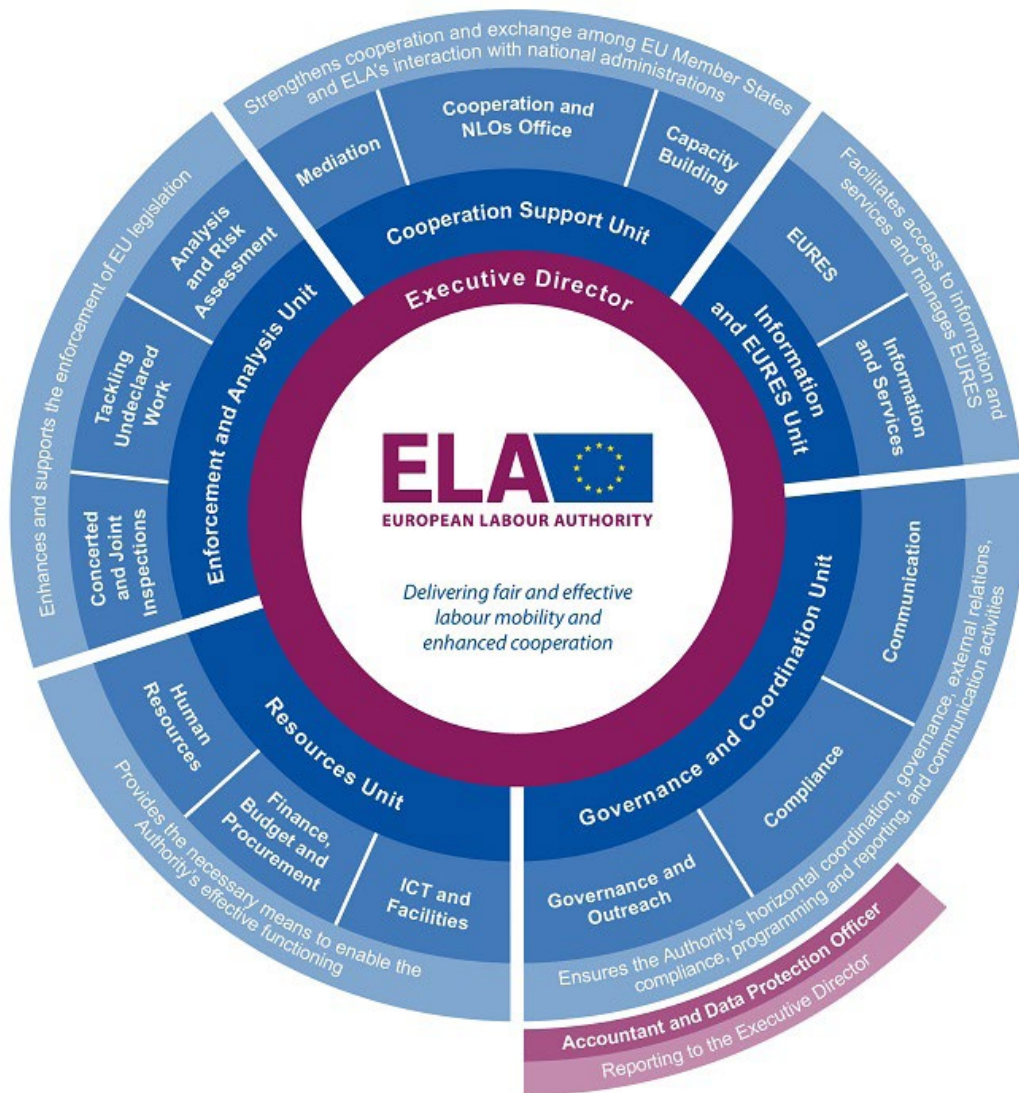 Strengthens cooperation and exchange among EU Member States
and ELA's interaction with national administrations
Mediation
Cooperation and
NLOs Office
Capacity
Building
Cooperation Support Unit
Facilitates access to information and
services and manages EURES
EURES
Information
and Services
Information
and EURES Unit
Ensures the Authority's horizontal coordination, governance, external relations,
compliance, programming and reporting, and communication activities
Communication
Compliance
Governance and
Outreach
Governance and Coordination Unit
Accountant and Data Protection Officer
Reporting to the Executive Director
Provides the necessary means to enable the
Authority's effective functioning
Human
Resources
Finance,
Budget and
Procurement
ICT and
Facilities
Resources Unit
Enhances and supports the enforcement of EU legislation
Analysis
and Risk
Assessment
Tackling
Undeclared
Work
Concerted
and Joint
Inspections
Enforcement and Analysis Unit
Executive Director
ELA
EUROPEAN LABOUR AUTHORITY
Delivering fair and effective
labour mobility and
enhanced cooperation